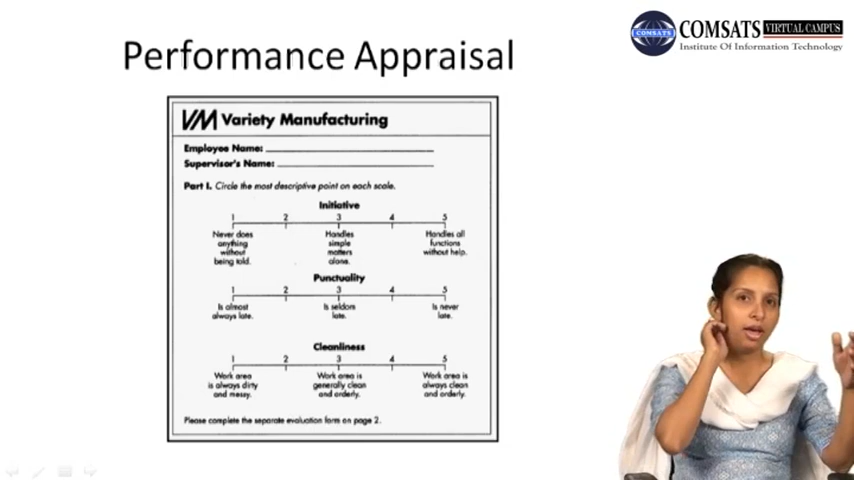 Performance Appraisal
COMSATS
COMSATS VIRTUAL CAMPUS
Institute Of Information Technology
VM Variety Manufacturing
Employee Name:
Supervisor's Name:
Part I. Circle the most descriptive point on each scale.
Initiative
1 2 3 4 5
Never does Handles Handles all
anything simple functions
without matters without help.
being told. alone.
Punctuality
1 2 3 4 5
Is almost Is seldom Is never
always late. late. late.
Cleanliness
1 2 3 4 5
Work area Work area is Work area is
is always dirty generally clean always clean
and messy. and orderly. and orderly.
Please complete the separate evaluation form on page 2.